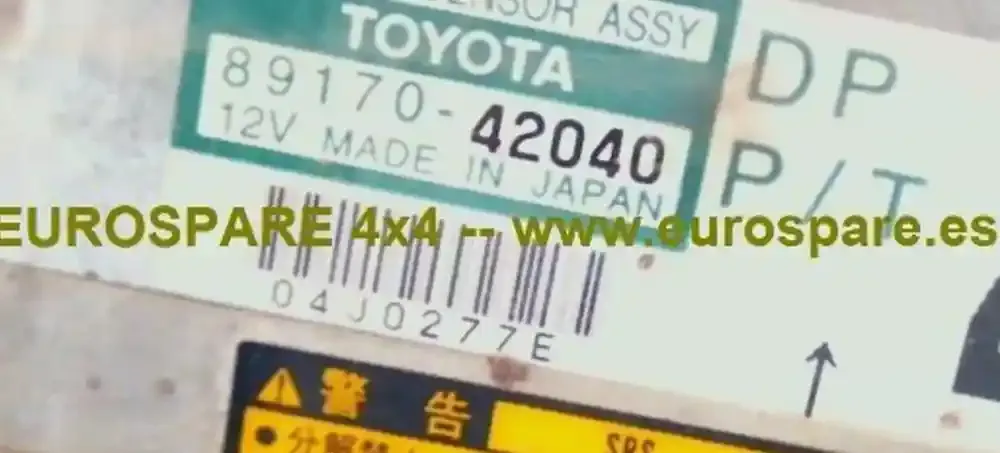 SENSOR ASSY
TOYOTA
89170-42040
12V MADE IN JAPAN
DP
P/T
EUROSPARE 4x4 -- www.eurospare.es
04J0277E
警告
SRS